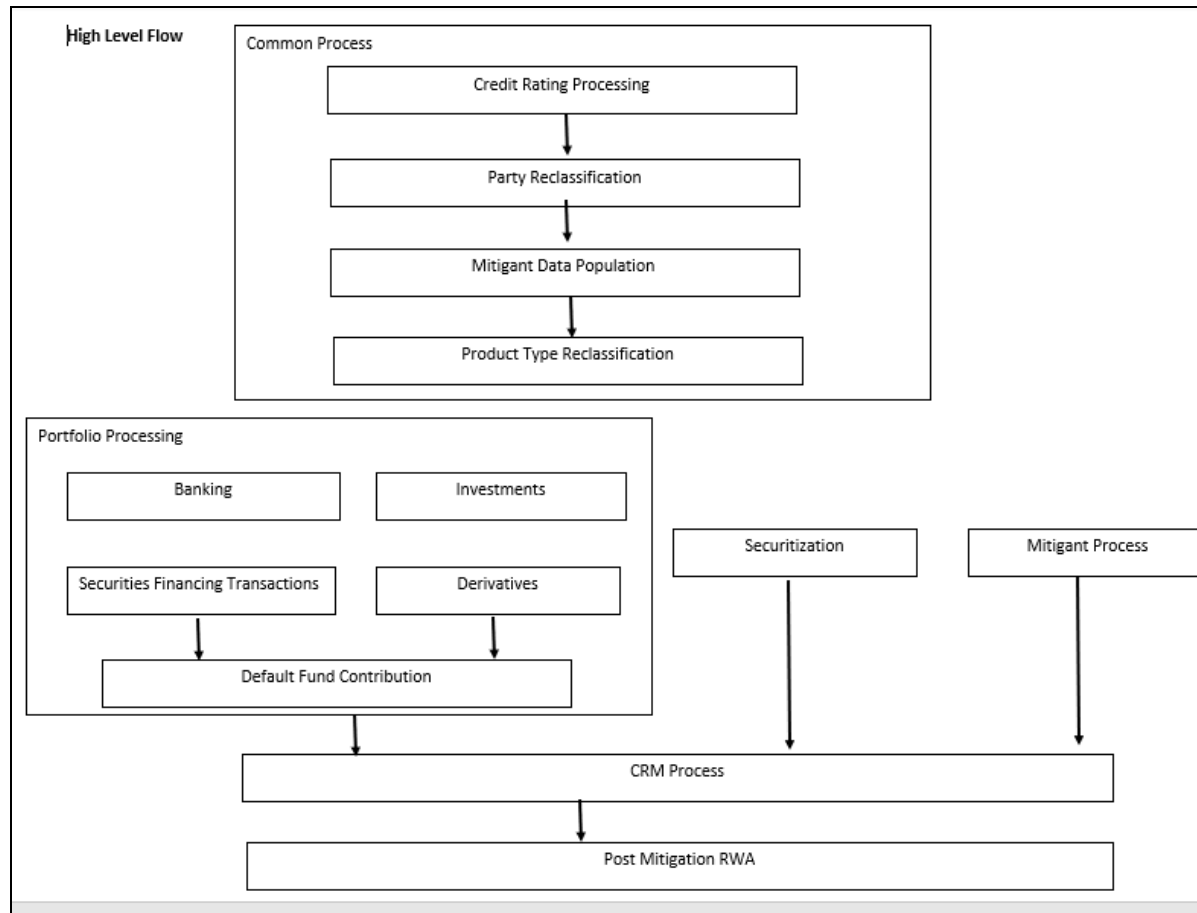 High Level Flow
Common Process
Credit Rating Processing
Party Reclassification
Mitigant Data Population
Product Type Reclassification
Portfolio Processing
Banking
Investments
Securitization
Mitigant Process
Securities Financing Transactions
Derivatives
Default Fund Contribution
CRM Process
Post Mitigation RWA